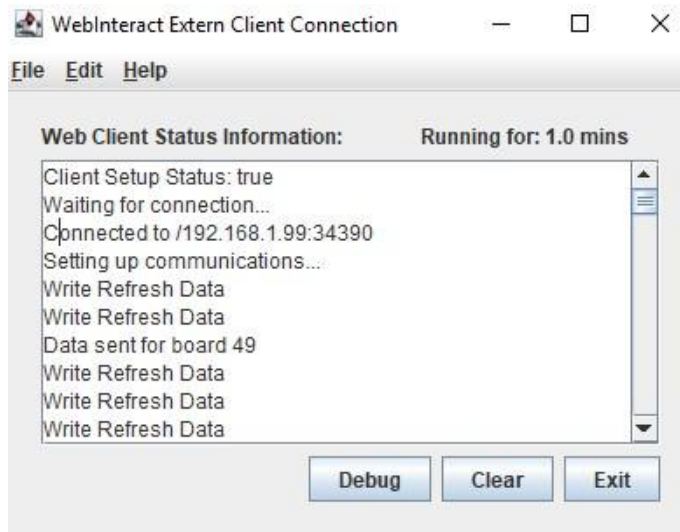 WebInteract Extern Client Connection
File Edit Help
Web Client Status Information: Running for: 1.0 mins
Client Setup Status: true
Waiting for connection...
Connected to /192.168.1.99:34390
Setting up communications...
Write Refresh Data
Write Refresh Data
Data sent for board 49
Write Refresh Data
Write Refresh Data
Write Refresh Data
Debug Clear Exit